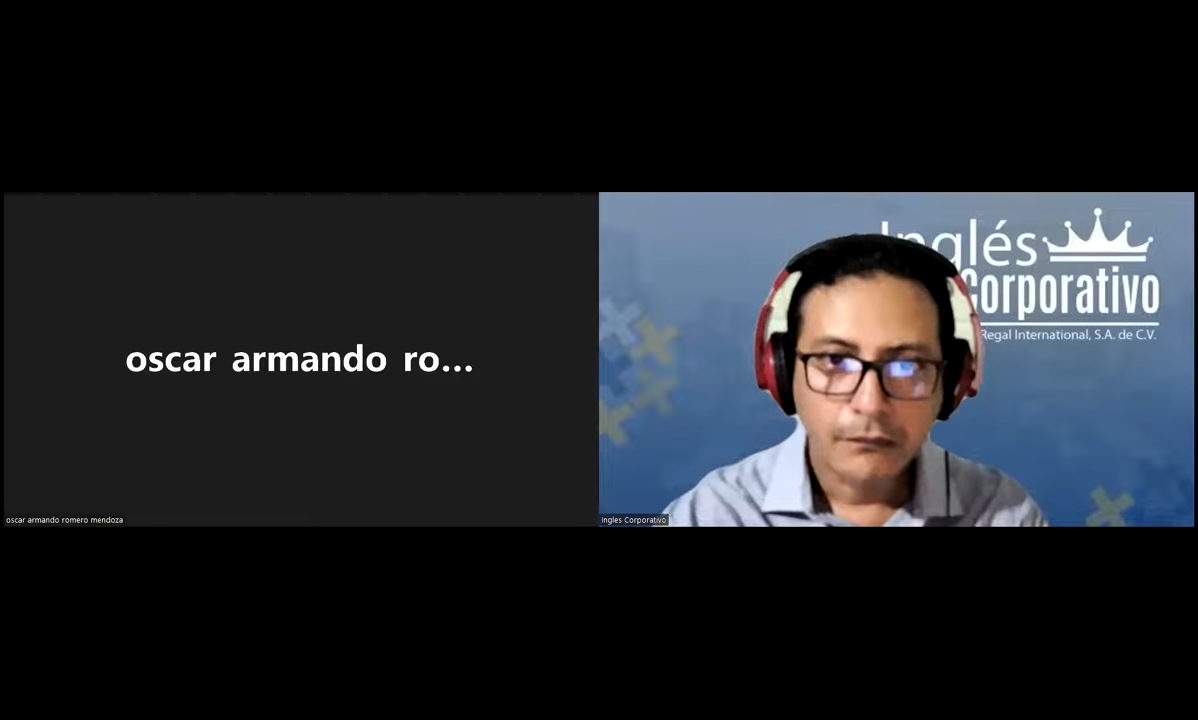 oscar armando ro...
oscar armando romero mendoza
Inglés
Corporativo
Regal International, S.A. de C.V.
Ingles Corporativo